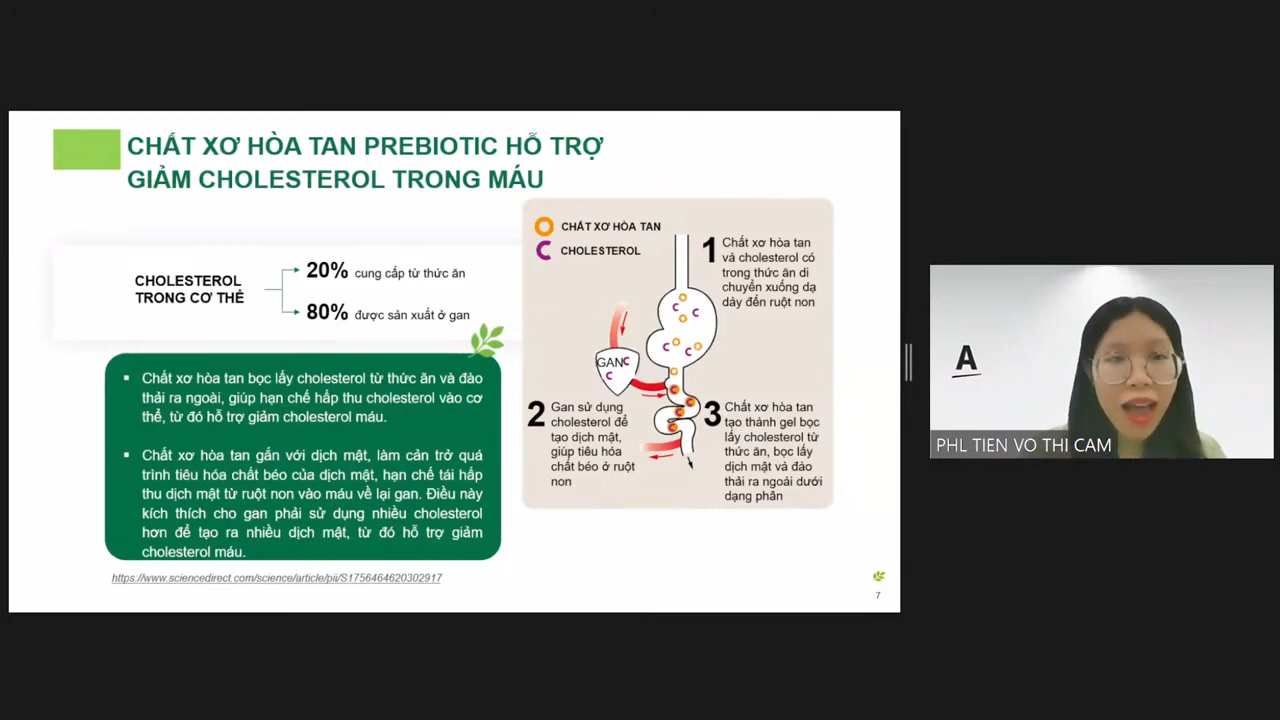 CHẤT XƠ HÒA TAN PREBIOTIC HỖ TRỢ
GIẢM CHOLESTEROL TRONG MÁU
CHOLESTEROL
TRONG CƠ THỂ
20% cung cấp từ thức ăn
80% được sản xuất ở gan
▪ Chất xơ hòa tan bọc lấy cholesterol từ thức ăn và đào
thải ra ngoài, giúp hạn chế hấp thu cholesterol vào cơ
thể, từ đó hỗ trợ giảm cholesterol máu.
▪ Chất xơ hòa tan gắn với dịch mật, làm cản trở quá
trình tiêu hóa chất béo của dịch mật, hạn chế tái hấp
thu dịch mật từ ruột non vào máu về lại gan. Điều này
kích thích cho gan phải sử dụng nhiều cholesterol
hơn để tạo ra nhiều dịch mật, từ đó hỗ trợ giảm
cholesterol máu.
https://www.sciencedirect.com/science/article/pii/S1756464620302917
CHẤT XƠ HÒA TAN
C CHOLESTEROL
1 Chất xơ hòa tan
và cholesterol có
trong thức ăn di
chuyển xuống dạ
dày đến ruột non
GAN
2 Gan sử dụng
cholesterol để
tạo dịch mật,
giúp tiêu hóa
chất béo ở ruột
non
3 Chất xơ hòa tan
tạo thành gel bọc
lấy cholesterol từ
thức ăn, bọc lấy
dịch mật và đào
thải ra ngoài dưới
dạng phân
7
A
PHL TIEN VO THI CAM